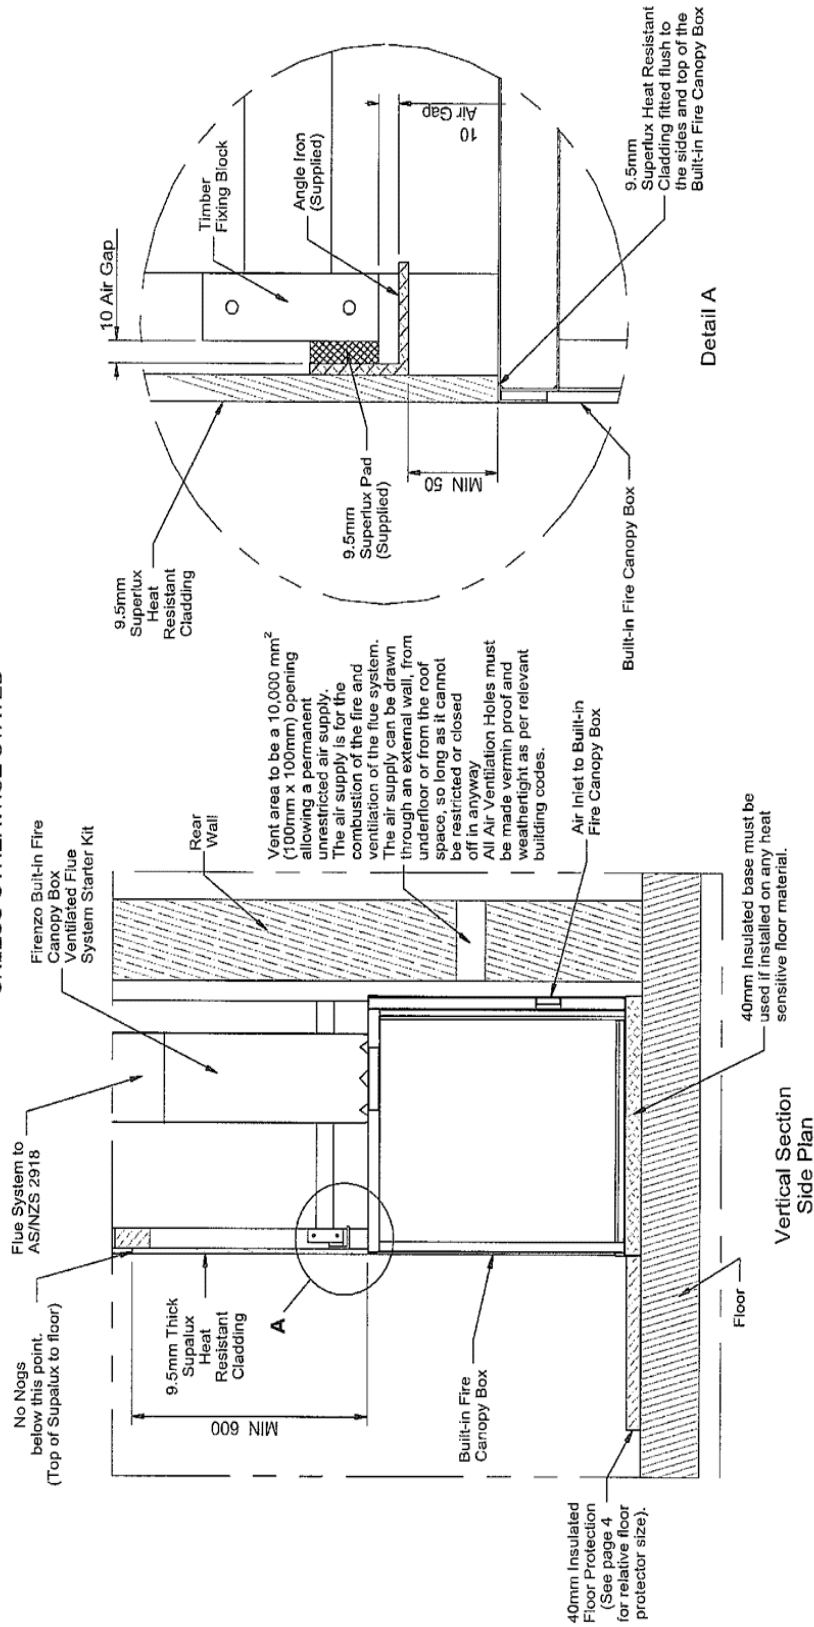 Flue System to
AS/NZS 2918
Firenzo Buit-in Fire
Canopy Box
Ventilated Flue
System Starter Kit
No Nogs
below this point.
(Top of Supalux to floor)
Rear
Wall
9.5mm Thick
Supalux
Heat
Resistant
Cladding
MIN 600
A
Vent area to be a 10,000 mm²
(100mm x 100mm) opening
allowing a permanent
unrestricted air supply.
The air supply is for the
combustion of the fire and
ventilation of the flue system.
The air supply can be drawn
through an external wall, from
underfloor or from the roof
space, so long as it cannot
be restricted or closed
off in anyway
All Air Ventilation Holes must
be made vermin proof and
weathertight as per relevant
building codes.
Built-in Fire
Canopy Box
Air Inlet to Built-in
Fire Canopy Box
40mm Insulated
Floor Protection
(See page 4
for relative floor
protector size).
Floor
40mm Insulated base must be
used if installed on any heat
sensitive floor material.
Vertical Section
Side Plan
9.5mm
Superlux
Heat
Resistant
Cladding
10 Air Gap
Timber
Fixing Block
Angle Iron
(Supplied)
9.5mm
Superlux Pad
(Supplied)
10
Air Gap
MIN 50
Built-in Fire Canopy Box
9.5mm
Superlux Heat Resistant
Cladding fitted flush to
the sides and top of the
Built-in Fire Canopy Box
Detail A